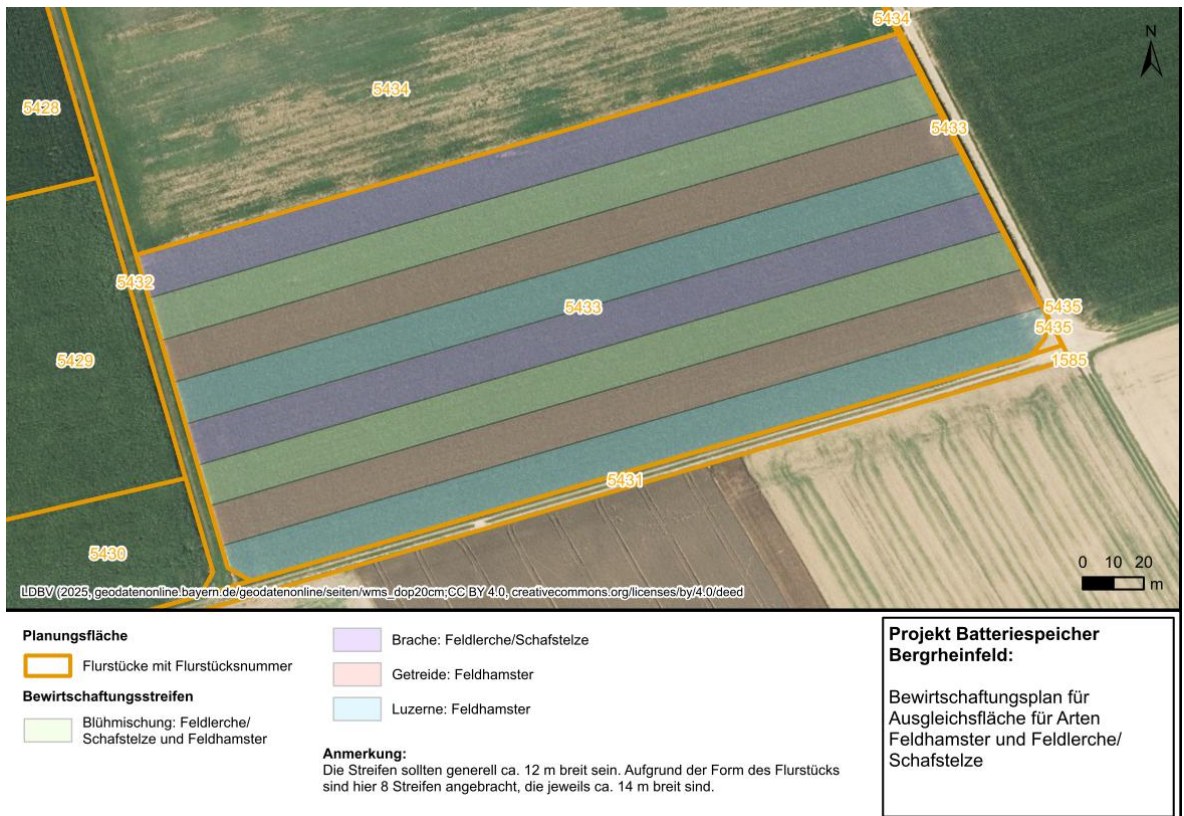 5434
N
5434
5428
5433
5432
5433
5435
5435
5429
1585
5431
5430
0 10 20
m
LDBV (2025, geodatenonline.bayern.de/geodatenonline/seiten/wms_dop20cm;CC BY 4.0, creativecommons.org/licenses/by/4.0/deed
Planungsfläche
Flurstücke mit Flurstücksnummer
Bewirtschaftungsstreifen
Blühmischung: Feldlerche/
Schafstelze und Feldhamster
Brache: Feldlerche/Schafstelze
Getreide: Feldhamster
Luzerne: Feldhamster
Anmerkung:
Die Streifen sollten generell ca. 12 m breit sein. Aufgrund der Form des Flurstücks
sind hier 8 Streifen angebracht, die jeweils ca. 14 m breit sind.
Projekt Batteriespeicher
Bergrheinfeld:
Bewirtschaftungsplan für
Ausgleichsfläche für Arten
Feldhamster und Feldlerche/
Schafstelze